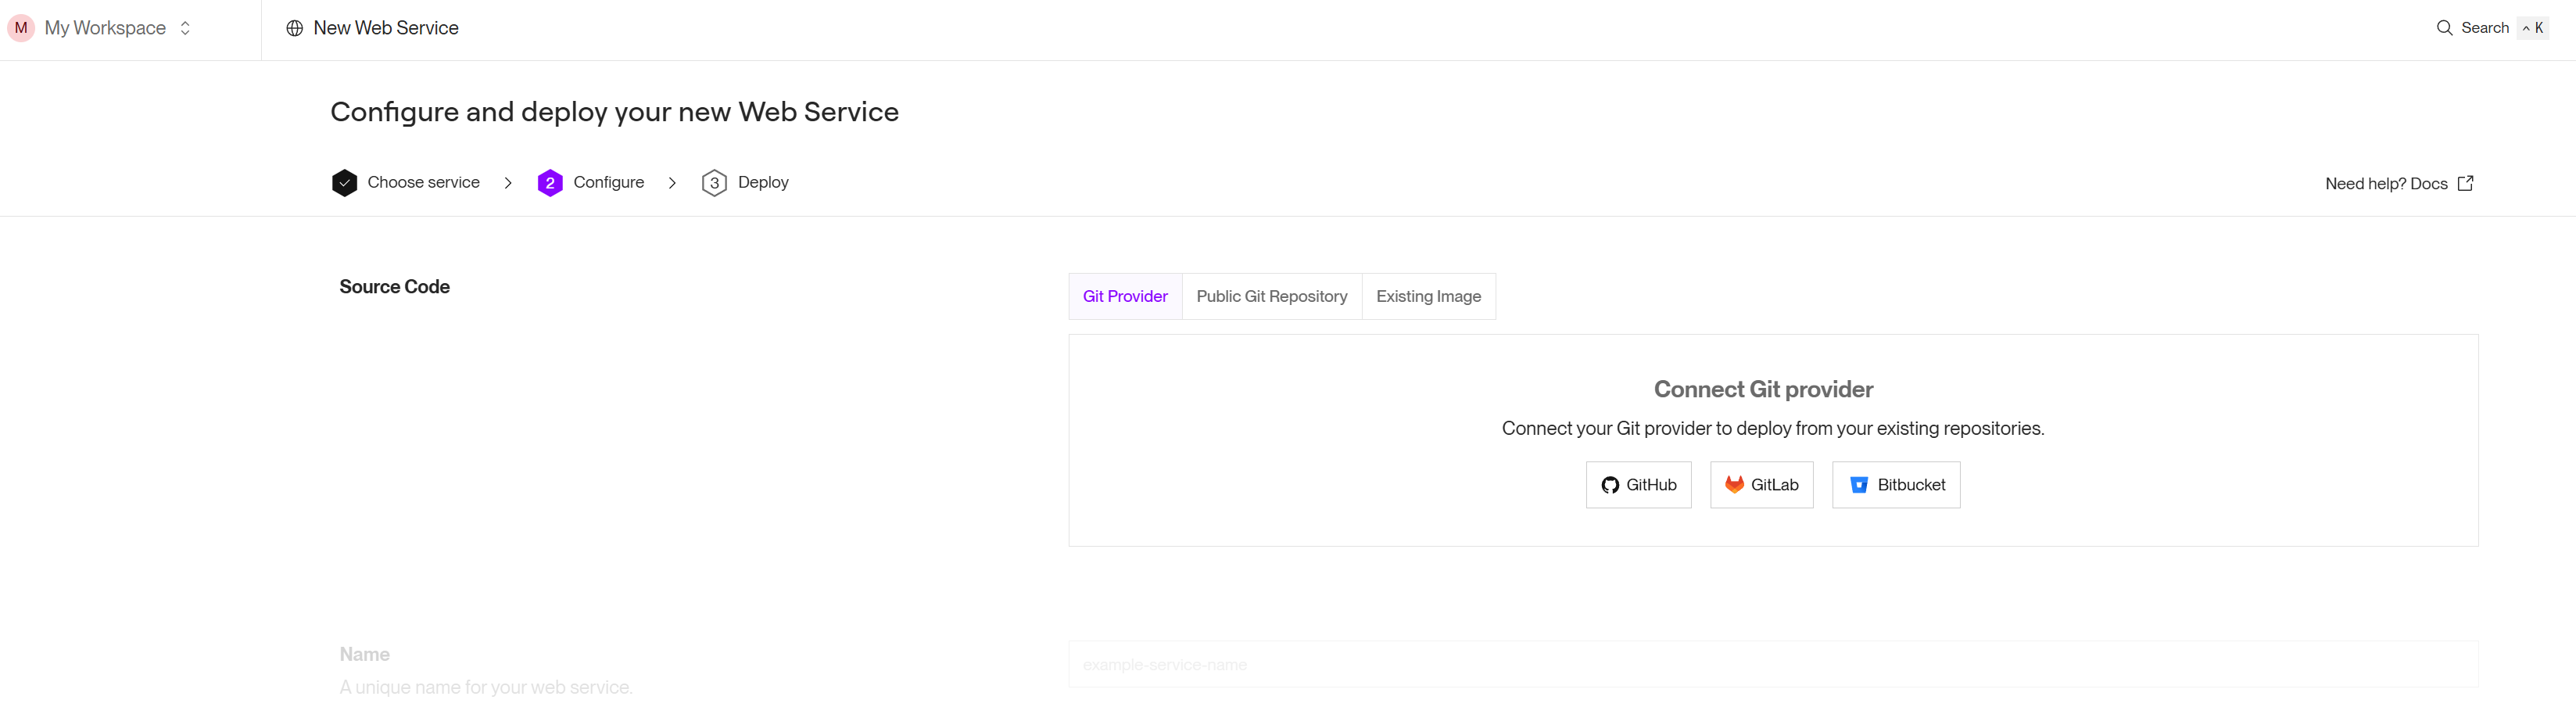 M My Workspace
New Web Service
Search ^ K
Configure and deploy your new Web Service
Choose service
2 Configure
3 Deploy
Need help? Docs
Source Code
Git Provider
Public Git Repository
Existing Image
Connect Git provider
Connect your Git provider to deploy from your existing repositories.
GitHub
GitLab
Bitbucket
Name
A unique name for your web service.
example-service-name